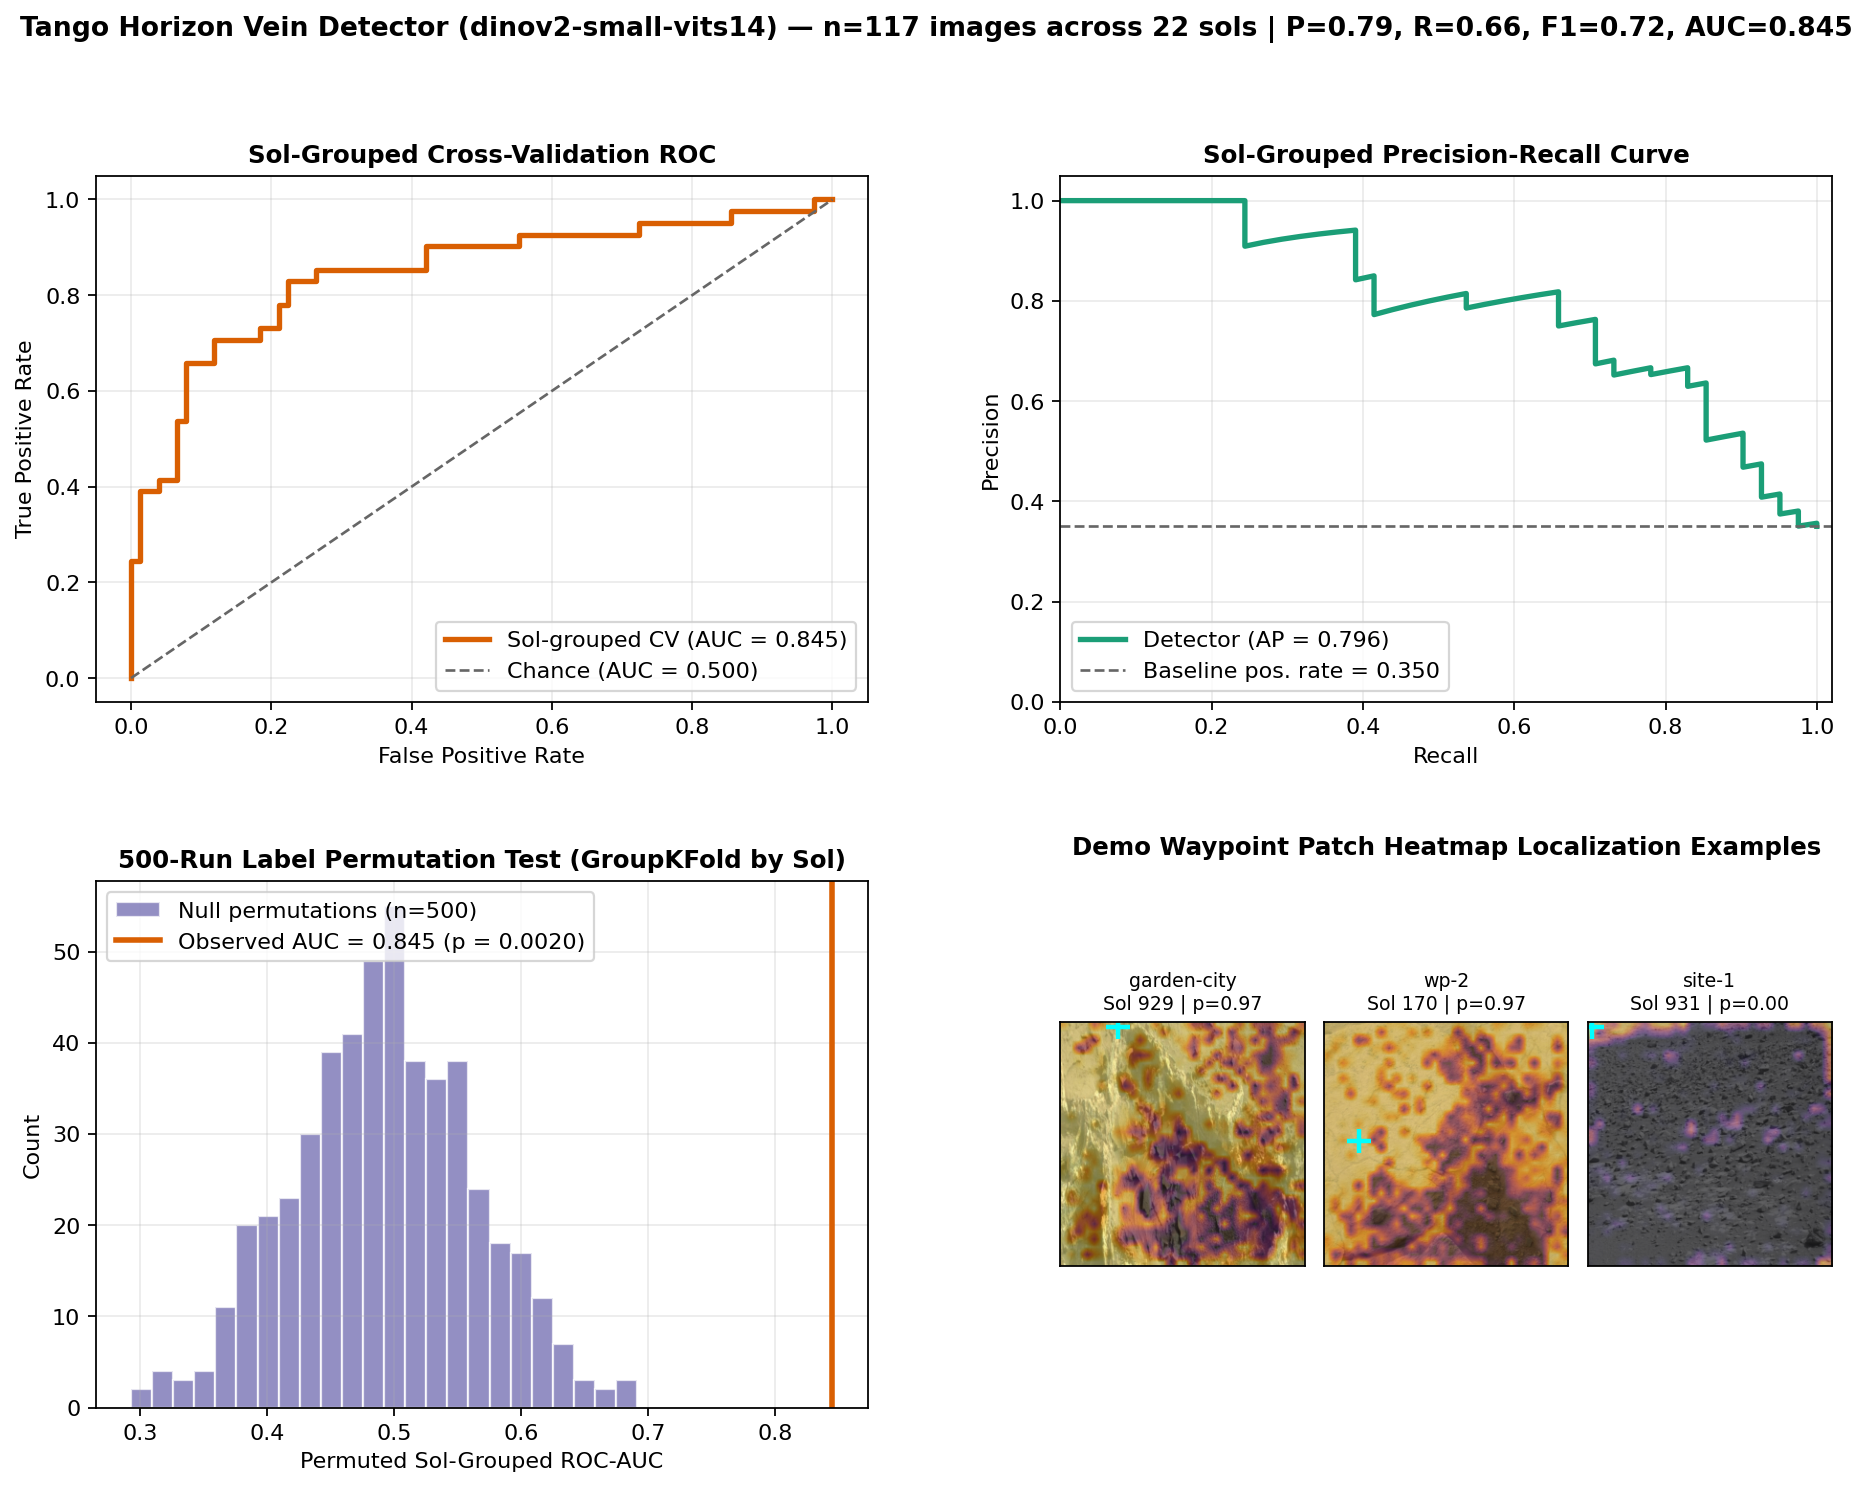 Tango Horizon Vein Detector (dinov2-small-vits14) — n=117 images across 22 sols | P=0.79, R=0.66, F1=0.72, AUC=0.845
Sol-Grouped Cross-Validation ROC
1.0
0.8
0.6
0.4
0.2
0.0
True Positive Rate
Sol-grouped CV (AUC = 0.845)
Chance (AUC = 0.500)
0.0 0.2 0.4 0.6 0.8 1.0
False Positive Rate
Sol-Grouped Precision-Recall Curve
1.0
0.8
0.6
0.4
0.2
0.0
Precision
Detector (AP = 0.796)
Baseline pos. rate = 0.350
0.0 0.2 0.4 0.6 0.8 1.0
Recall
500-Run Label Permutation Test (GroupKFold by Sol)
Null permutations (n=500)
Observed AUC = 0.845 (p = 0.0020)
50
40
30
20
10
0
Count
0.3 0.4 0.5 0.6 0.7 0.8
Permuted Sol-Grouped ROC-AUC
Demo Waypoint Patch Heatmap Localization Examples
garden-city
Sol 929 | p=0.97
wp-2
Sol 170 | p=0.97
site-1
Sol 931 | p=0.00